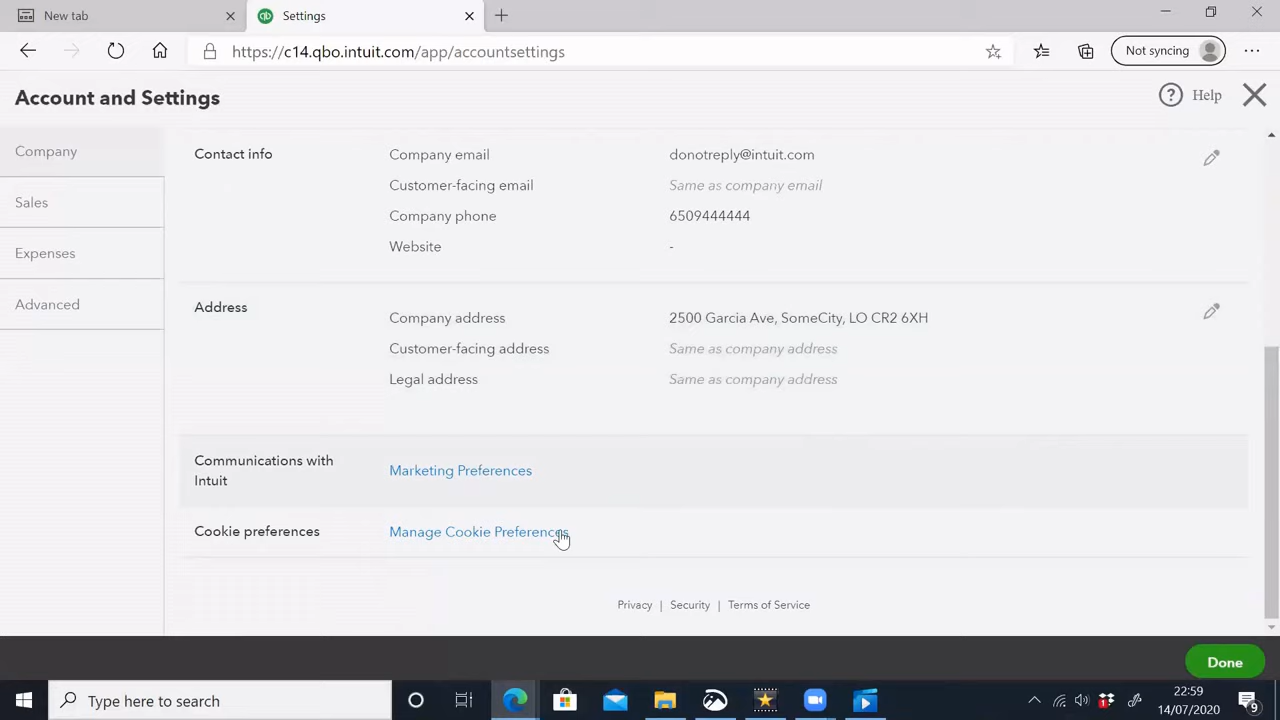 New tab
Settings
https://c14.qbo.intuit.com/app/accountsettings
Not syncing
Account and Settings
Help
Company
Sales
Expenses
Advanced
Contact info
Company email
donotreply@intuit.com
Customer-facing email
Same as company email
Company phone
6509444444
Website
-
Address
Company address
2500 Garcia Ave, SomeCity, LO CR2 6XH
Customer-facing address
Same as company address
Legal address
Same as company address
Communications with
Intuit
Marketing Preferences
Cookie preferences
Manage Cookie Preferences
Privacy | Security | Terms of Service
Done
Type here to search
22:59
14/07/2020
9